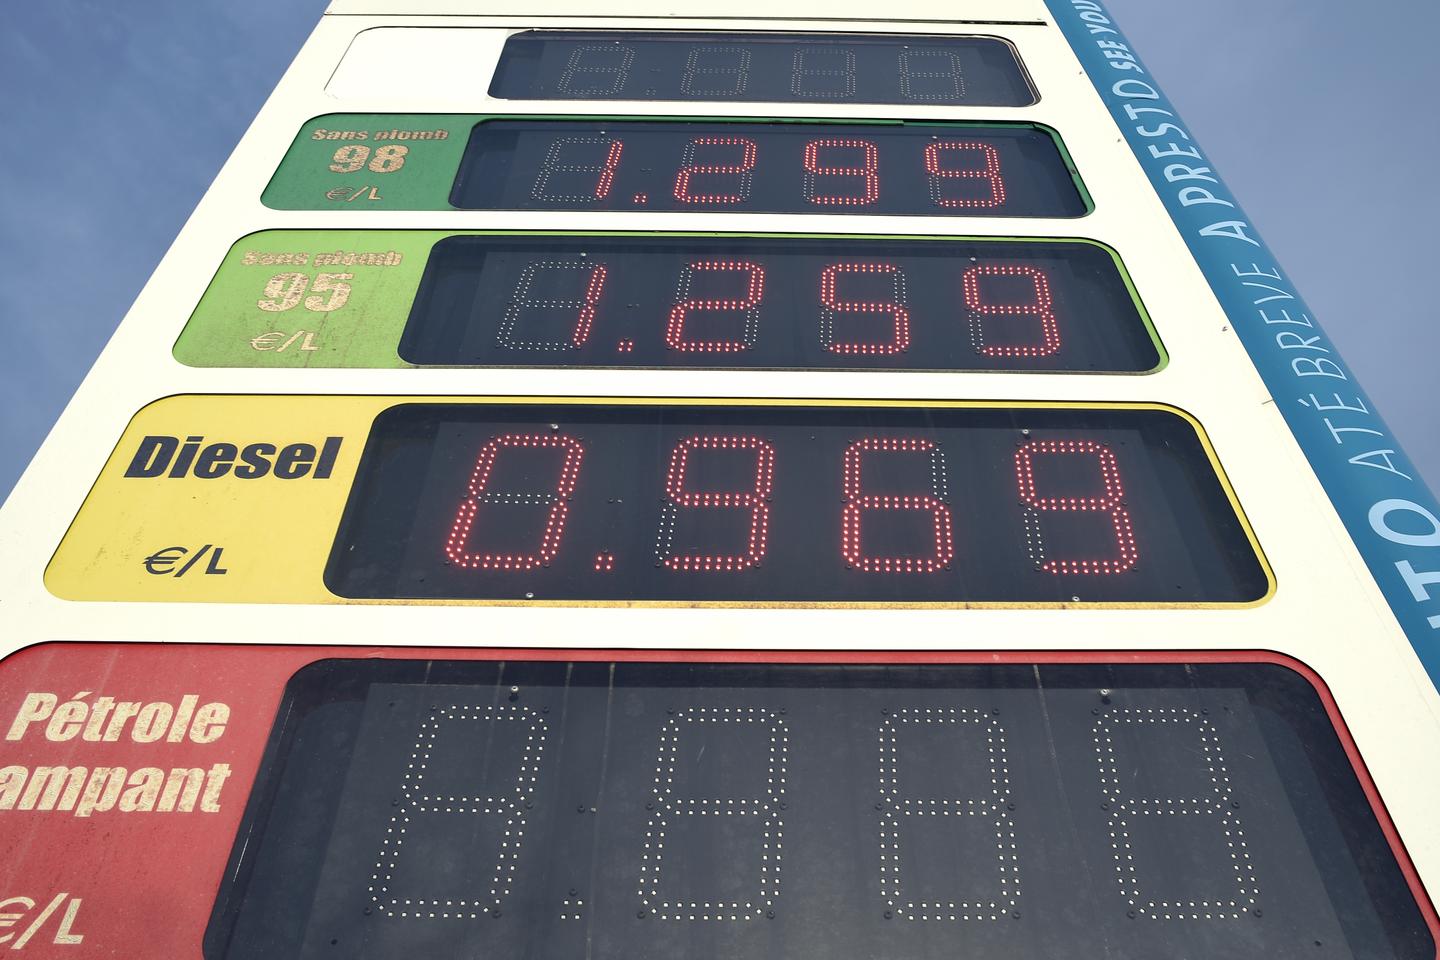 Sans plomb
98
€/L
1.299
Sans plomb
95
€/L
1.259
Diesel
€/L
0.969
Pétrole
ampant
€/L
ATÉ BREVE A PRESTO SEE YOU